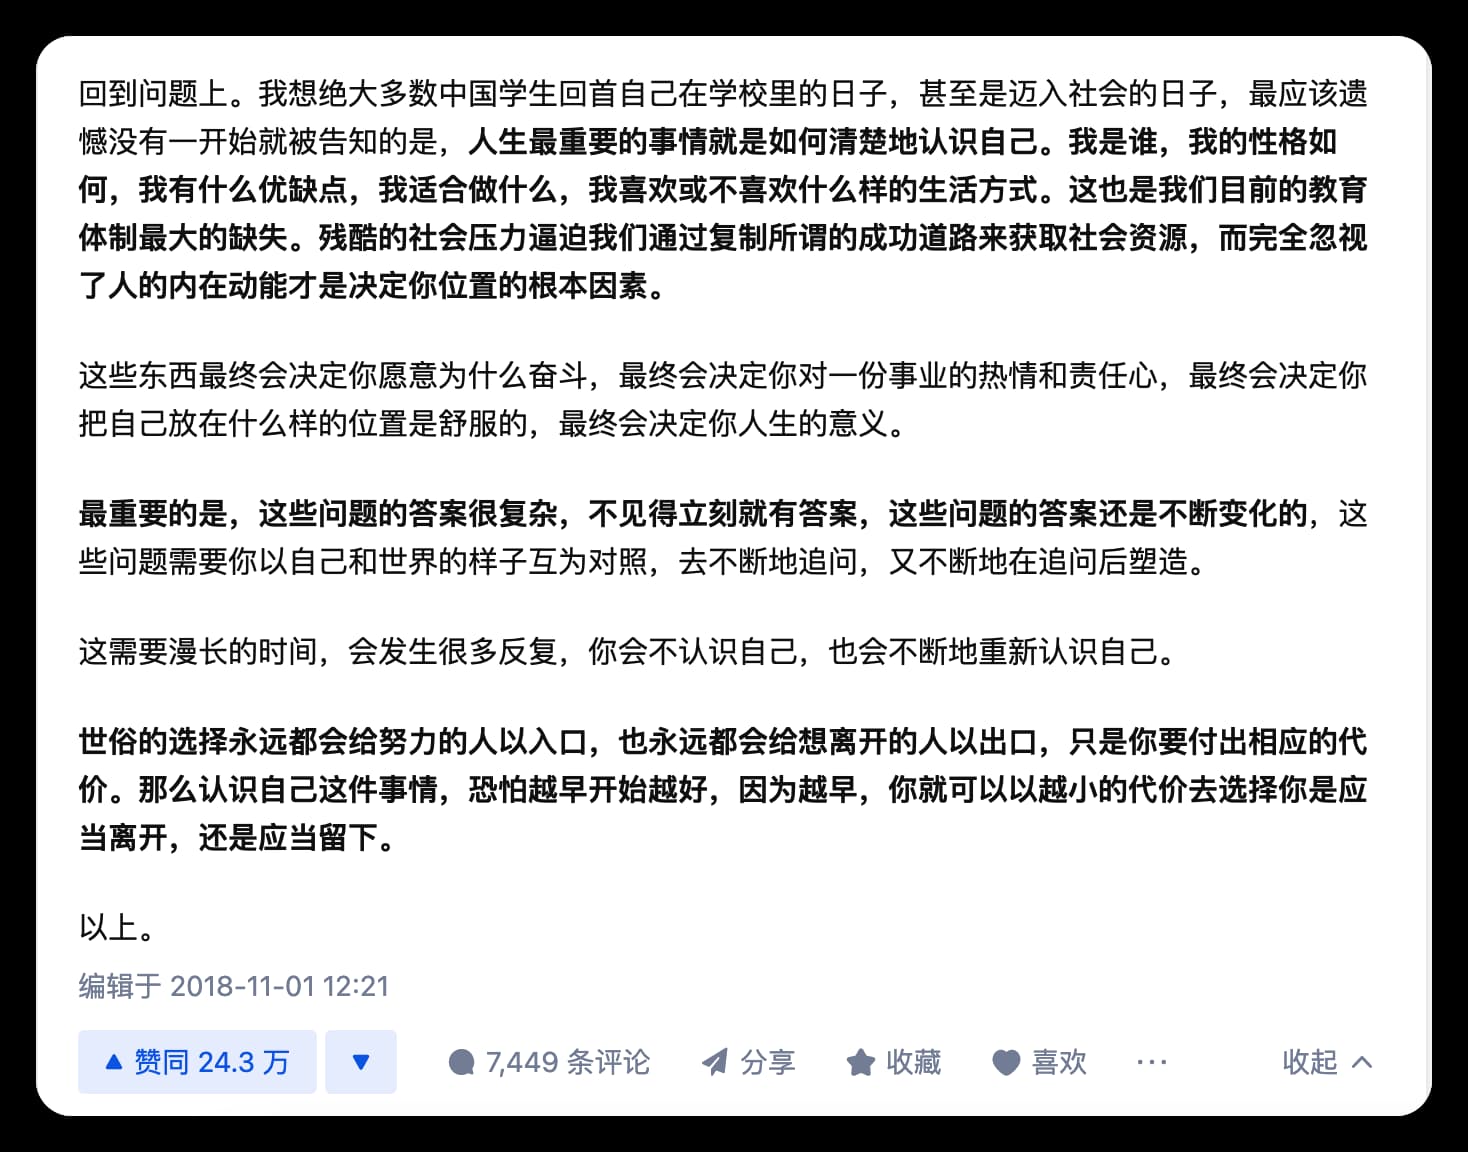 回到问题上。我想绝大多数中国学生回首自己在学校里的日子，甚至是迈入社会的日子，最应该遗
憾没有一开始就被告知的是，人生最重要的事情就是如何清楚地认识自己。我是谁，我的性格如
何，我有什么优缺点，我适合做什么，我喜欢或不喜欢什么样的生活方式。这也是我们目前的教育
体制最大的缺失。残酷的社会压力逼迫我们通过复制所谓的成功道路来获取社会资源，而完全忽视
了人的内在动能才是决定你位置的根本因素。
这些东西最终会决定你愿意为什么奋斗，最终会决定你对一份事业的热情和责任心，最终会决定你
把自己放在什么样的位置是舒服的，最终会决定你人生的意义。
最重要的是，这些问题的答案很复杂，不见得立刻就有答案，这些问题的答案还是不断变化的，这
些问题需要你以自己和世界的样子互为对照，去不断地追问，又不断地在追问后塑造。
这需要漫长的时间，会发生很多反复，你会不认识自己，也会不断地重新认识自己。
世俗的选择永远都会给努力的人以入口，也永远都会给想离开的人以出口，只是你要付出相应的代
价。那么认识自己这件事情，恐怕越早开始越好，因为越早，你就可以以越小的代价去选择你是应
当离开，还是应当留下。
以上。
编辑于 2018-11-01 12:21
赞同 24.3 万 7,449 条评论 分享 收藏 喜欢 ··· 收起